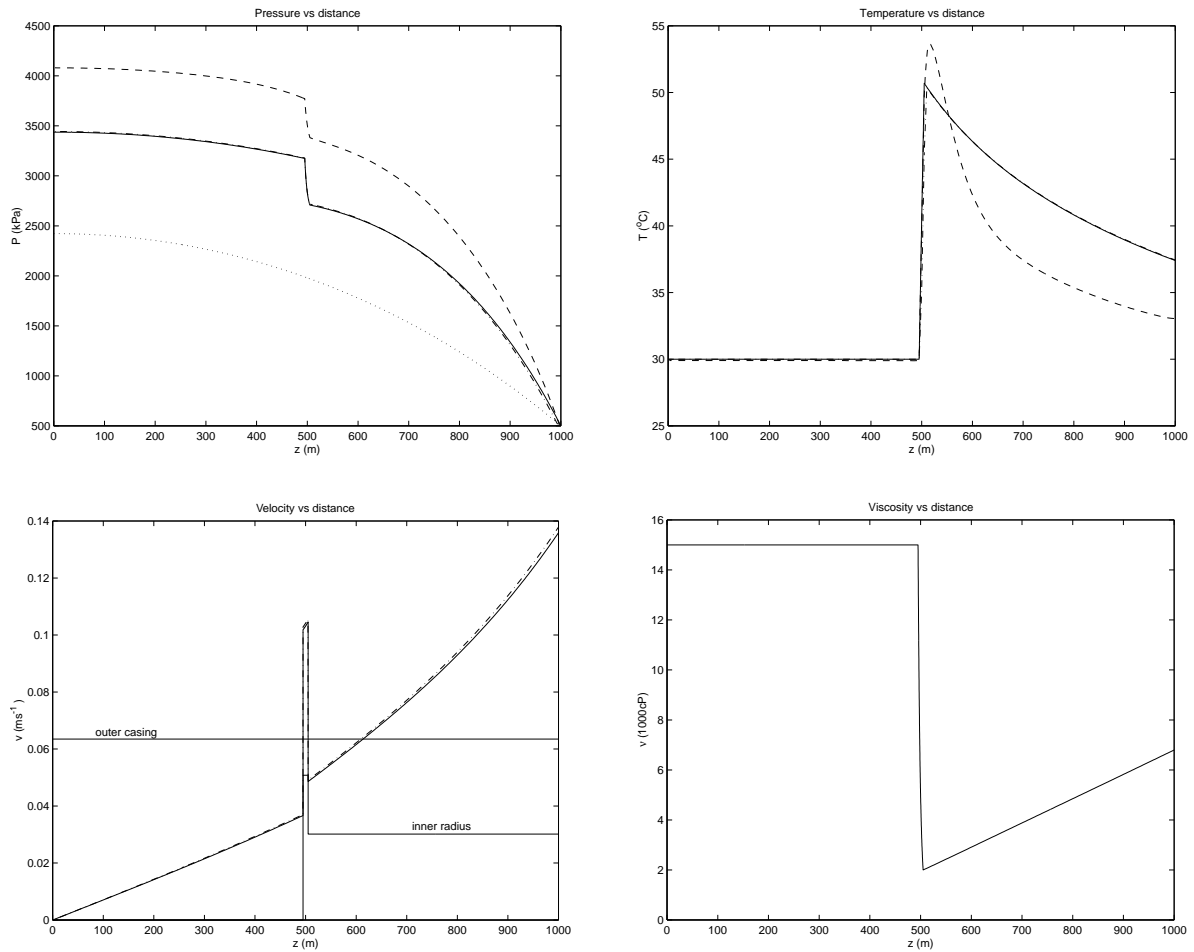 Pressure vs distance
4500
4000
3500
3000
2500
2000
1500
1000
500
P (kPa)
0 100 200 300 400 500 600 700 800 900 1000
z (m)
Temperature vs distance
55
50
45
40
35
30
25
T (°C)
0 100 200 300 400 500 600 700 800 900 1000
z (m)
Velocity vs distance
0.14
0.12
0.1
0.08
0.06
0.04
0.02
0
v (ms⁻¹)
outer casing
inner radius
0 100 200 300 400 500 600 700 800 900 1000
z (m)
Viscosity vs distance
16
14
12
10
8
6
4
2
0
ν (1000cP)
0 100 200 300 400 500 600 700 800 900 1000
z (m)